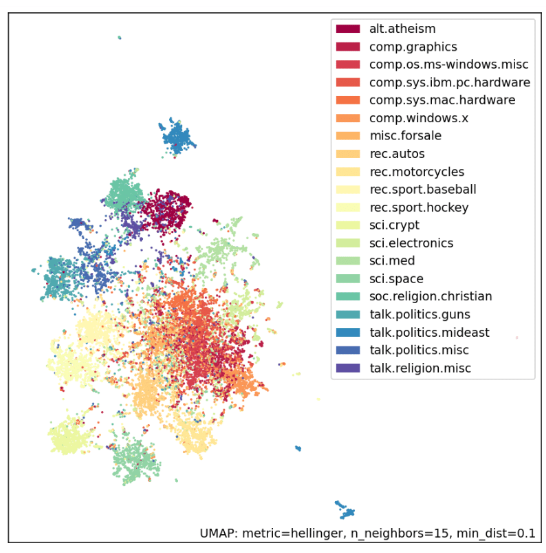 alt.atheism
comp.graphics
comp.os.ms-windows.misc
comp.sys.ibm.pc.hardware
comp.sys.mac.hardware
comp.windows.x
misc.forsale
rec.autos
rec.motorcycles
rec.sport.baseball
rec.sport.hockey
sci.crypt
sci.electronics
sci.med
sci.space
soc.religion.christian
talk.politics.guns
talk.politics.mideast
talk.politics.misc
talk.religion.misc
UMAP: metric=hellinger, n_neighbors=15, min_dist=0.1